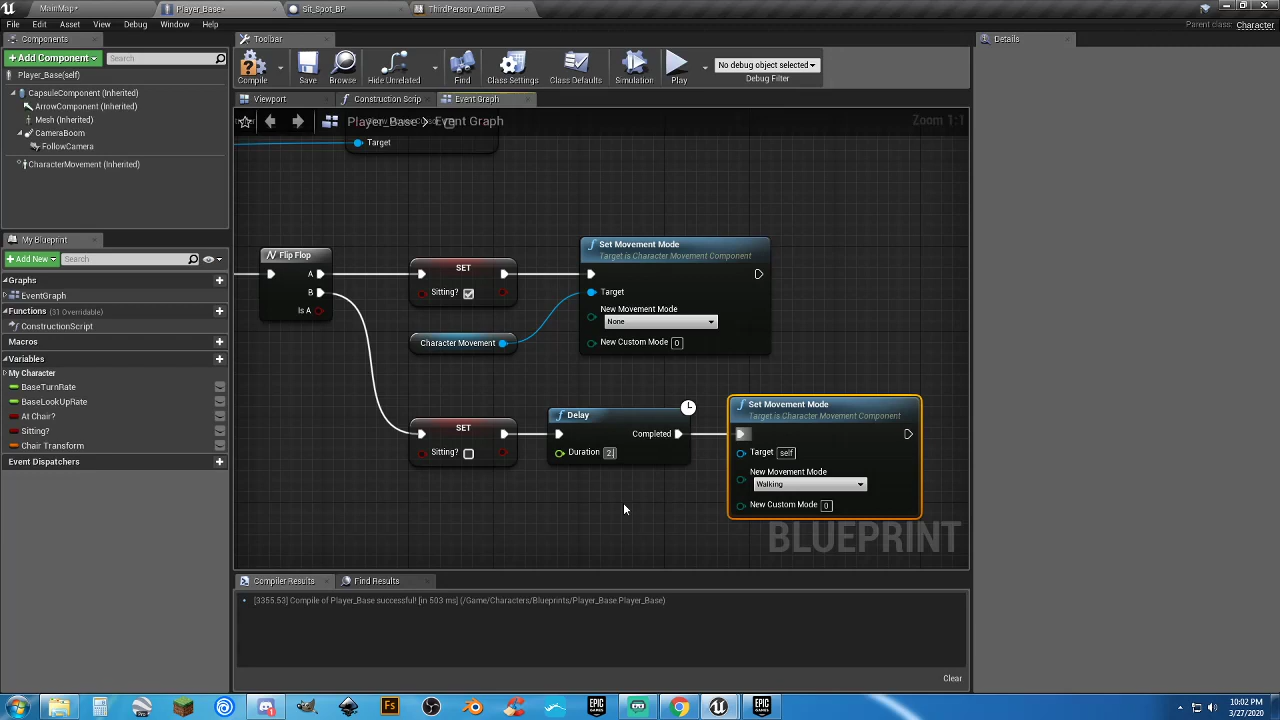 MainMap*
Player_Base*
Sit_Spot_BP
ThirdPerson_AnimBP
File Edit Asset View Debug Window Help
Parent class: Character
Components
Toolbar
Details
+Add Component
Search
Player_Base(self)
CapsuleComponent (Inherited)
ArrowComponent (Inherited)
Mesh (Inherited)
CameraBoom
FollowCamera
CharacterMovement (Inherited)
Compile
Save
Browse
Hide Unrelated
Find
Class Settings
Class Defaults
Simulation
Play
No debug object selected
Debug Filter
Viewport
Construction Scrip
Event Graph
Player_Base > Event Graph
Zoom 1:1
Target
My Blueprint
+Add New
Search
Graphs
EventGraph
Functions (31 Overridable)
ConstructionScript
Macros
Variables
My Character
BaseTurnRate
BaseLookUpRate
At Chair?
Sitting?
Chair Transform
Event Dispatchers
Flip Flop
A
B
Is A
SET
Sitting?
Character Movement
Set Movement Mode
Target is Character Movement Component
Target
New Movement Mode
None
New Custom Mode 0
SET
Sitting?
Delay
Completed
Duration 2.
Set Movement Mode
Target is Character Movement Component
Target self
New Movement Mode
Walking
New Custom Mode 0
BLUEPRINT
Compiler Results
Find Results
[3355.53] Compile of Player_Base successful! [in 503 ms] (/Game/Characters/Blueprints/Player_Base.Player_Base)
Clear
Pro
Fs
EPIC
GAMES
EPIC
GAMES
10:02 PM
3/27/2020